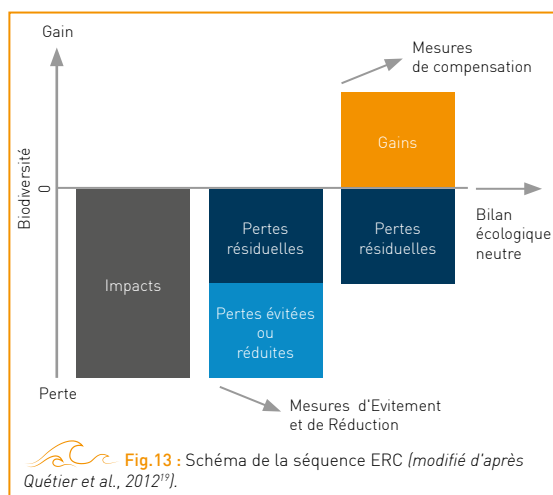 Gain
Mesures
de compensation
Gains
Biodiversité
0
Pertes
résiduelles
Pertes
résiduelles
Bilan
écologique
neutre
Impacts
Pertes évitées
ou
réduites
Perte
Mesures d'Evitement
et de Réduction
Fig.13 : Schéma de la séquence ERC (modifié d'après
Quétier et al., 2012¹⁹).